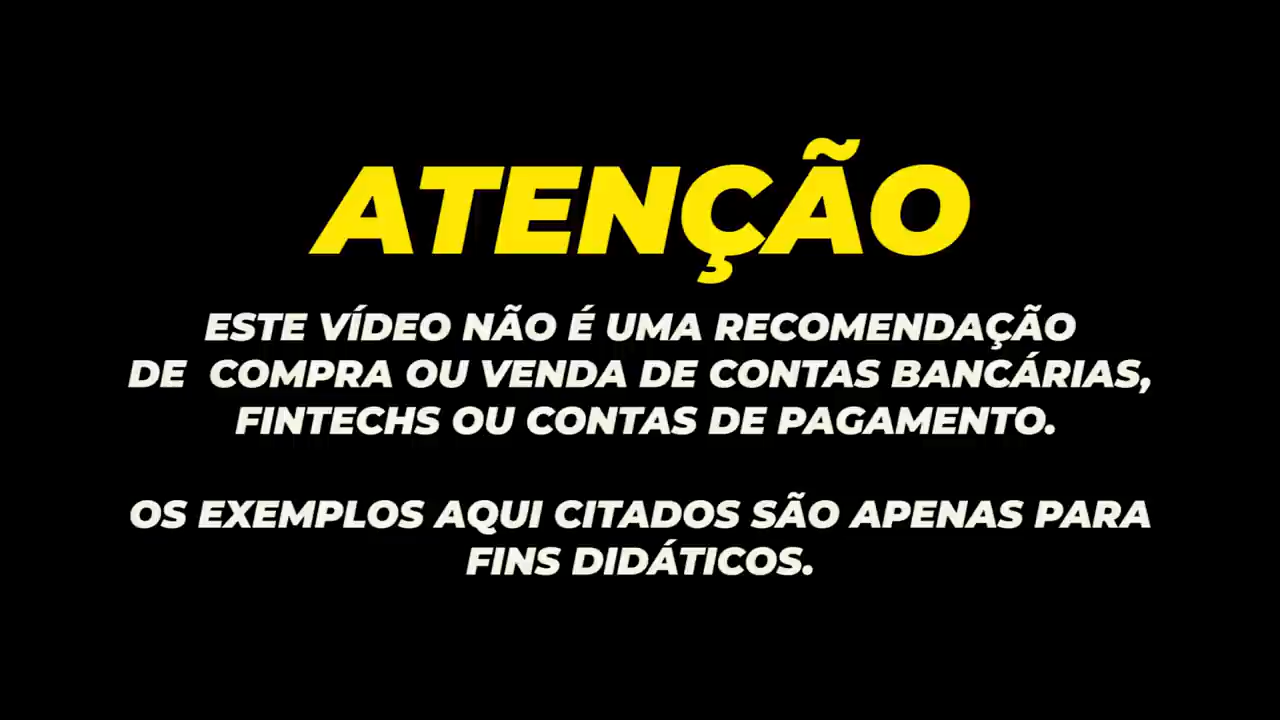 ATENÇÃO
ESTE VÍDEO NÃO É UMA RECOMENDAÇÃO
DE  COMPRA OU VENDA DE CONTAS BANCÁRIAS,
FINTECHS OU CONTAS DE PAGAMENTO.
OS EXEMPLOS AQUI CITADOS SÃO APENAS PARA
FINS DIDÁTICOS.